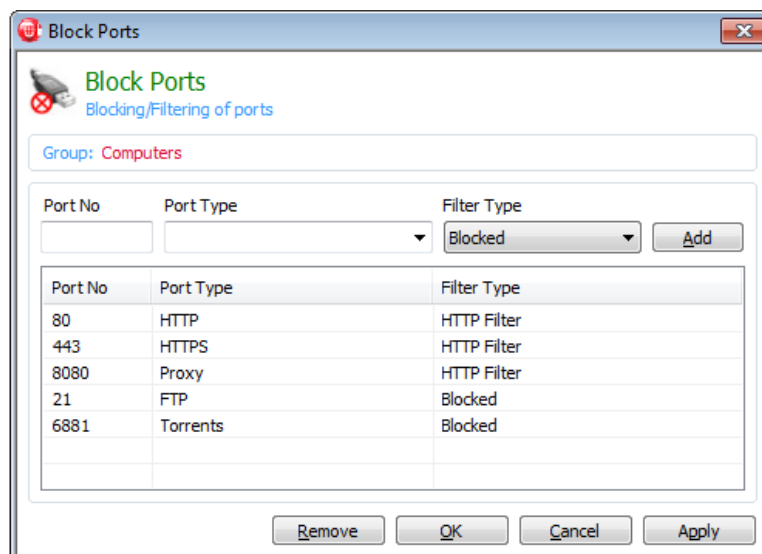 Block Ports
Block Ports
Blocking/Filtering of ports
Group: Computers
Port No Port Type Filter Type
Blocked Add
Port No Port Type Filter Type
80 HTTP HTTP Filter
443 HTTPS HTTP Filter
8080 Proxy HTTP Filter
21 FTP Blocked
6881 Torrents Blocked
Remove OK Cancel Apply